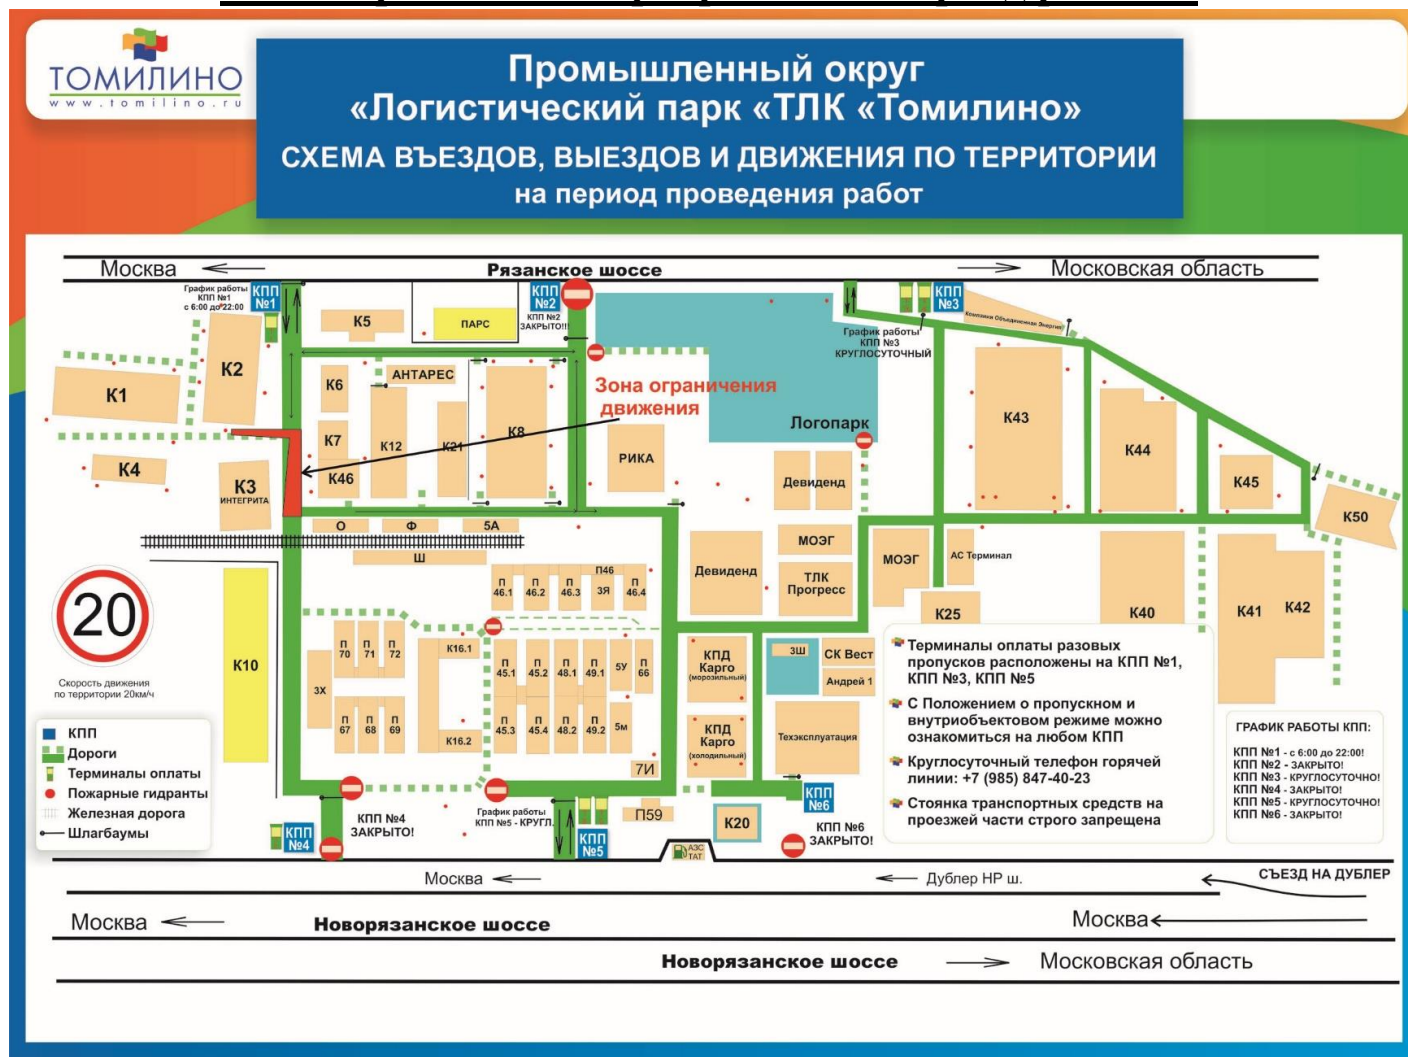 ТОМИЛИНО
www.tomilino.ru
Промышленный округ
«Логистический парк «ТЛК «Томилино»
СХЕМА ВЪЕЗДОВ, ВЫЕЗДОВ И ДВИЖЕНИЯ ПО ТЕРРИТОРИИ
на период проведения работ
Москва
Рязанское шоссе
Московская область
График работы
КПП №1
с 6:00 до 22:00
КПП
№1
К5
ПАРС
КПП
№2
КПП №2
ЗАКРЫТО!!!
КПП
№3
Компания Объединенная Энергия
График работы
КПП №3
КРУГЛОСУТОЧНЫЙ
К1
К2
К6
АНТАРЕС
Зона ограничения
движения
Логопарк
К43
К44
К7
К12
К21
К8
РИКА
К4
К3
ИНТЕГРИТА
К46
Девиденд
К45
К50
О
Ф
5А
Ш
МОЭГ
Девиденд
ТЛК
Прогресс
МОЭГ
АС Терминал
К25
К40
К41
К42
20
Скорость движения
по территории 20км/ч
К10
П
46.1
П
46.2
П
46.3
П46
3Я
П
46.4
П
70
П
71
П
72
К16.1
3Х
П
67
П
68
П
69
К16.2
П
45.1
П
45.2
П
48.1
П
49.1
5У
П
66
П
45.3
П
45.4
П
48.2
П
49.2
5м
7И
КПД
Карго
(морозильный)
КПД
Карго
(холодильный)
3Ш
СК Вест
Андрей 1
Техэксплуатация
Терминалы оплаты разовых
пропусков расположены на КПП №1,
КПП №3, КПП №5
С Положением о пропускном и
внутриобъектовом режиме можно
ознакомиться на любом КПП
Круглосуточный телефон горячей
линии: +7 (985) 847-40-23
Стоянка транспортных средств на
проезжей части строго запрещена
ГРАФИК РАБОТЫ КПП:
КПП №1 - с 6:00 до 22:00!
КПП №2 - ЗАКРЫТО!
КПП №3 - КРУГЛОСУТОЧНО!
КПП №4 - ЗАКРЫТО!
КПП №5 - КРУГЛОСУТОЧНО!
КПП №6 - ЗАКРЫТО!
КПП
Дороги
Терминалы оплаты
Пожарные гидранты
Железная дорога
Шлагбаумы
КПП
№4
КПП №4
ЗАКРЫТО!
График работы
КПП №5 - КРУГЛ.
КПП
№5
П59
К20
КПП
№6
КПП №6
ЗАКРЫТО!
АЗС
ТАТ
Москва
Дублер НР ш.
СЪЕЗД НА ДУБЛЕР
Москва
Новорязанское шоссе
Москва
Новорязанское шоссе
Московская область